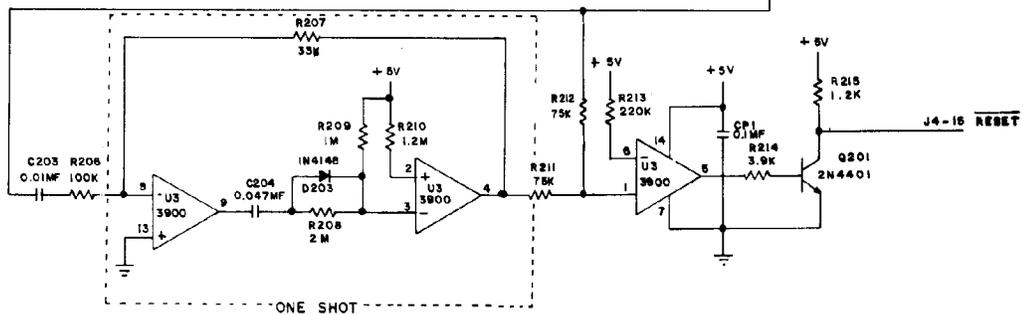 R207
33K
+ 5V
R209
1M
R210
1.2M
C203
0.01MF
R206
100K
8
-
U3
3900
13
+
9
C204
0.047MF
1N4148
D203
R208
2M
2
+
U3
3900
3
-
4
R211
75K
R212
75K
+ 5V
R213
220K
6
-
U3
3900
1
14
5
7
+ 5V
CP1
0.1MF
R214
3.9K
+ 5V
R215
1.2K
Q201
2N4401
J4-15 RESET
ONE SHOT